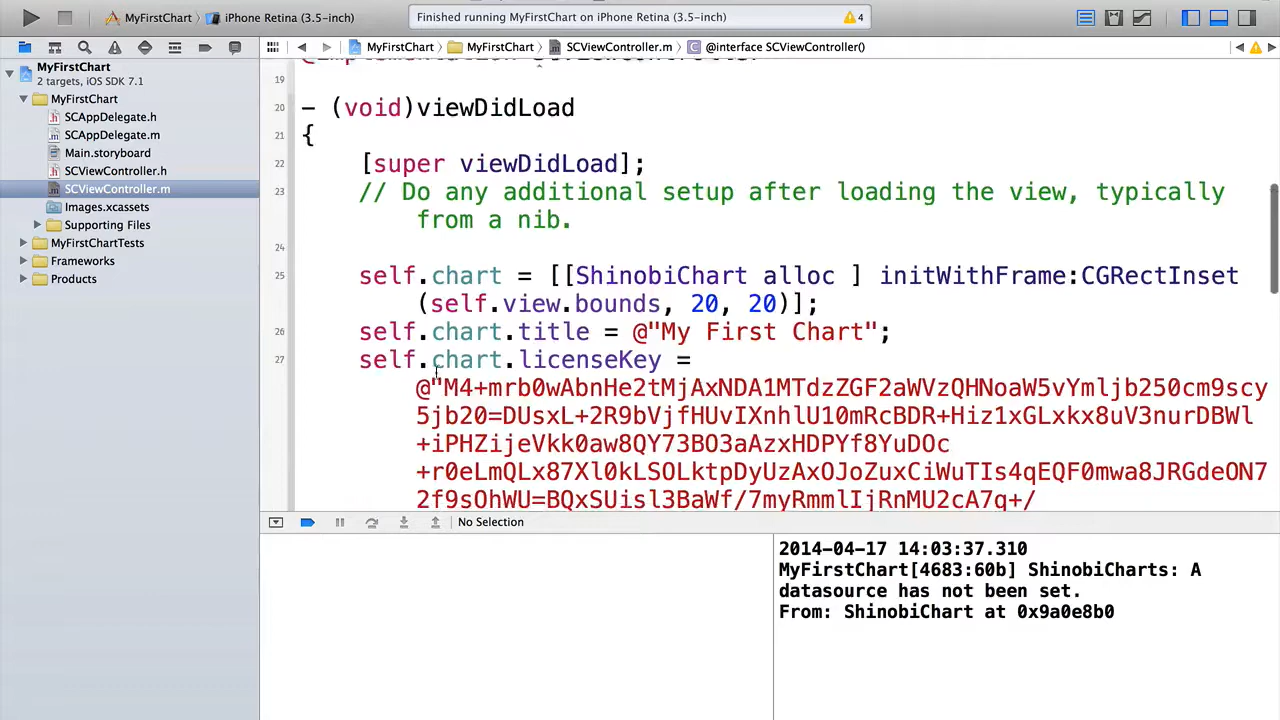 MyFirstChart
iPhone Retina (3.5-inch)
Finished running MyFirstChart on iPhone Retina (3.5-inch)
4
MyFirstChart
MyFirstChart
SCViewController.m
@interface SCViewController()
MyFirstChart
2 targets, iOS SDK 7.1
MyFirstChart
SCAppDelegate.h
SCAppDelegate.m
Main.storyboard
SCViewController.h
SCViewController.m
Images.xcassets
Supporting Files
MyFirstChartTests
Frameworks
Products
19
20 - (void)viewDidLoad
21 {
22 [super viewDidLoad];
23 // Do any additional setup after loading the view, typically
from a nib.
24
25 self.chart = [[ShinobiChart alloc ] initWithFrame:CGRectInset
(self.view.bounds, 20, 20)];
26 self.chart.title = @"My First Chart";
27 self.chart.licenseKey =
@"M4+mrb0wAbnHe2tMjAxNDA1MTdzZGF2aWVzQHNoaW5vYmljb250cm9scy
5jb20=DUsxL+2R9bVjfHUvIXnhlU10mRcBDR+Hiz1xGLxkx8uV3nurDBWl
+iPHZijeVkk0aw8QY73BO3aAzxHDPYf8YuDOc
+r0eLmQLx87Xl0kLSOLktpDyUzAxOJoZuxCiWuTIs4qEQF0mwa8JRGdeON7
2f9sOhWU=BQxSUisl3BaWf/7myRmmlIjRnMU2cA7q+/
No Selection
2014-04-17 14:03:37.310
MyFirstChart[4683:60b] ShinobiCharts: A
datasource has not been set.
From: ShinobiChart at 0x9a0e8b0